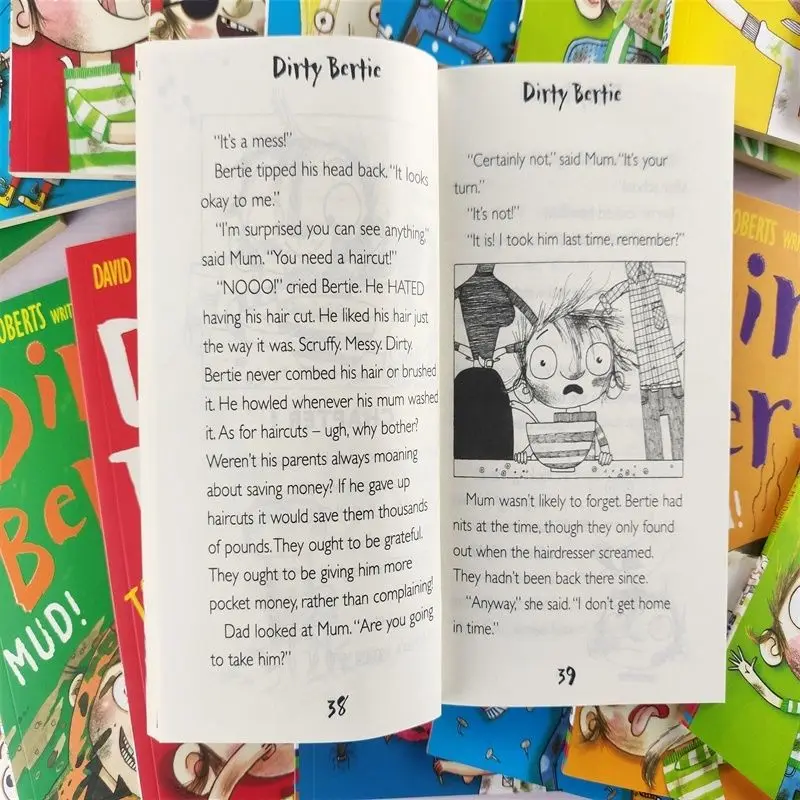 Dirty Bertie
"It's a mess!"
Bertie tipped his head back. "It looks
okay to me."
"I'm surprised you can see anything,"
said Mum. "You need a haircut!"
"NOOO!" cried Bertie. He HATED
having his hair cut. He liked his hair just
the way it was. Scruffy. Messy. Dirty.
Bertie never combed his hair or brushed
it. He howled whenever his mum washed
it. As for haircuts – ugh, why bother?
Weren't his parents always moaning
about saving money? If he gave up
haircuts it would save them thousands
of pounds. They ought to be grateful.
They ought to be giving him more
pocket money, rather than complaining!
Dad looked at Mum. "Are you going
to take him?"
38
Dirty Bertie
"Certainly not," said Mum. "It's your
turn."
"It's not!"
"It is! I took him last time, remember?"
Mum wasn't likely to forget. Bertie had
nits at the time, though they only found
out when the hairdresser screamed.
They hadn't been back there since.
"Anyway," she said. "I don't get home
in time."
39
DAVID
OBERTS WRIT
MUD!
ROBERTS WRIT